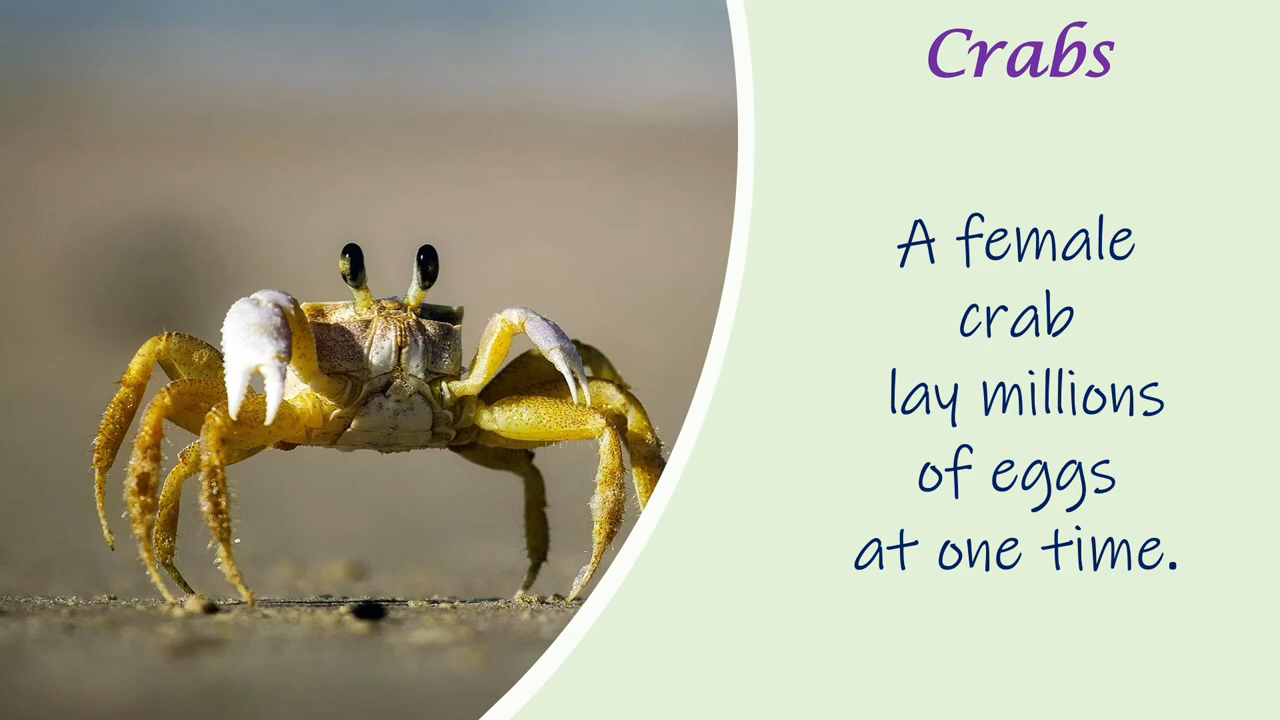 Crabs
A female
crab
lay millions
of eggs
at one time.